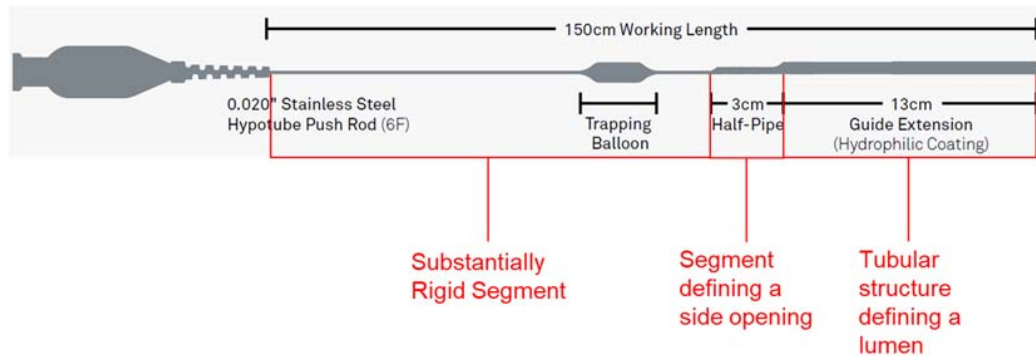 150cm Working Length
0.020" Stainless Steel
Hypotube Push Rod (6F)
Trapping
Balloon
3cm
Half-Pipe
13cm
Guide Extension
(Hydrophilic Coating)
Substantially
Rigid Segment
Segment
defining a
side opening
Tubular
structure
defining a
lumen